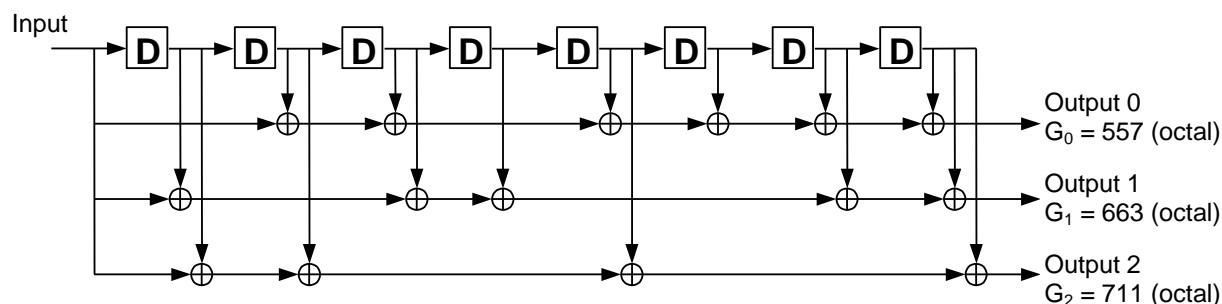 Input
D D D D D D D D
Output 0
G₀ = 557 (octal)
Output 1
G₁ = 663 (octal)
Output 2
G₂ = 711 (octal)